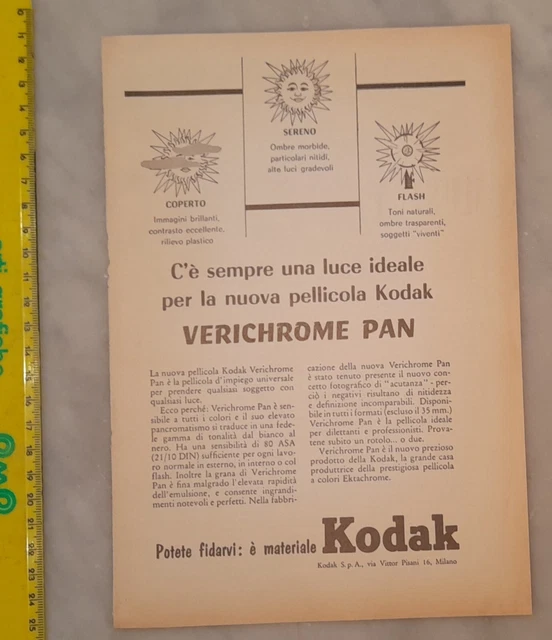 SERENO
Ombre morbide,
particolari nitidi,
alte luci gradevoli
COPERTO
Immagini brillanti,
contrasto eccellente,
rilievo plastico
FLASH
Toni naturali,
ombre trasparenti,
soggetti "viventi"
C'è sempre una luce ideale
per la nuova pellicola Kodak
VERICHROME PAN
La nuova pellicola Kodak Verichrome
Pan è la pellicola d'impiego universale
per prendere qualsiasi soggetto con
qualsiasi luce.
Ecco perché: Verichrome Pan è sen-
sibile a tutti i colori e il suo elevato
pancromatismo si traduce in una fede-
le gamma di tonalità dal bianco al
nero. Ha una sensibilità di 80 ASA
(21/10 DIN) sufficiente per ogni lavo-
ro normale in esterno, in interno o col
flash. Inoltre la grana di Verichrome
Pan è fina malgrado l'elevata rapidità
dell'emulsione, e consente ingrandi-
menti notevoli e perfetti. Nella fabbri-
cazione della nuova Verichrome Pan
è stato tenuto presente il nuovo con-
cetto fotografico di "acutanza" - per-
ciò i negativi risultano di nitidezza
e definizione incomparabili. Disponi-
bile in tutti i formati (escluso il 35 mm.)
Verichrome Pan è la pellicola ideale
per dilettanti e professionisti. Prova-
tene subito un rotolo... o due.
Verichrome Pan è il nuovo prezioso
prodotto della Kodak, la grande casa
produttrice della prestigiosa pellicola
a colori Ektachrome.
Potete fidarvi: è materiale Kodak
Kodak S. p. A., via Vittor Pisani 16, Milano